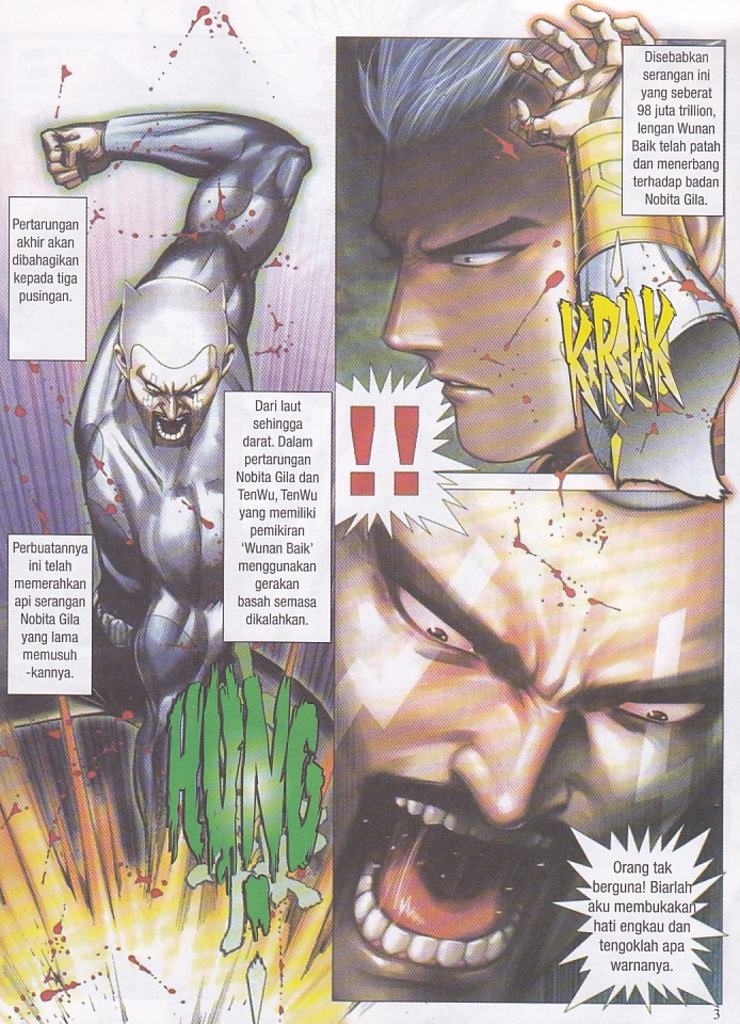 Pertarungan
akhir akan
dibahagikan
kepada tiga
pusingan.
Dari laut
sehingga
darat. Dalam
pertarungan
Nobita Gila dan
TenWu, TenWu
yang memiliki
pemikiran
'Wunan Baik'
menggunakan
gerakan
basah semasa
dikalahkan.
Perbuatannya
ini telah
memerahkan
api serangan
Nobita Gila
yang lama
memusuh
-kannya.
HUNG
Disebabkan
serangan ini
yang seberat
98 juta trillion,
lengan Wunan
Baik telah patah
dan menerbang
terhadap badan
Nobita Gila.
KRAK
!!
Orang tak
berguna! Biarlah
aku membukakan
hati engkau dan
tengoklah apa
warnanya.
3